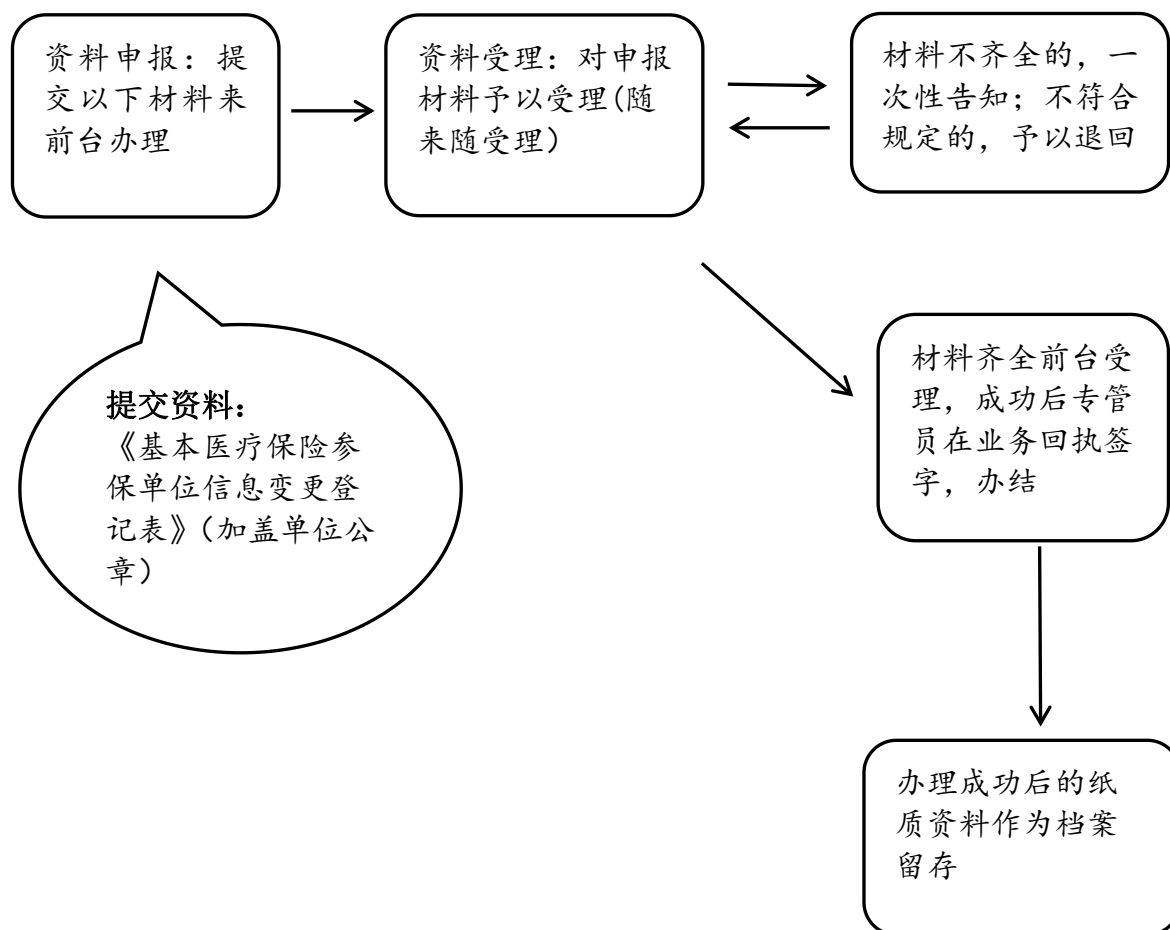 资料申报：提
交以下材料来
前台办理
资料受理：对申报
材料予以受理(随
来随受理）
材料不齐全的，一
次性告知；不符合
规定的，予以退回
提交资料：
《基本医疗保险参
保单位信息变更登
记表》（加盖单位公
章）
材料齐全前台受
理，成功后专管
员在业务回执签
字，办结
办理成功后的纸
质资料作为档案
留存